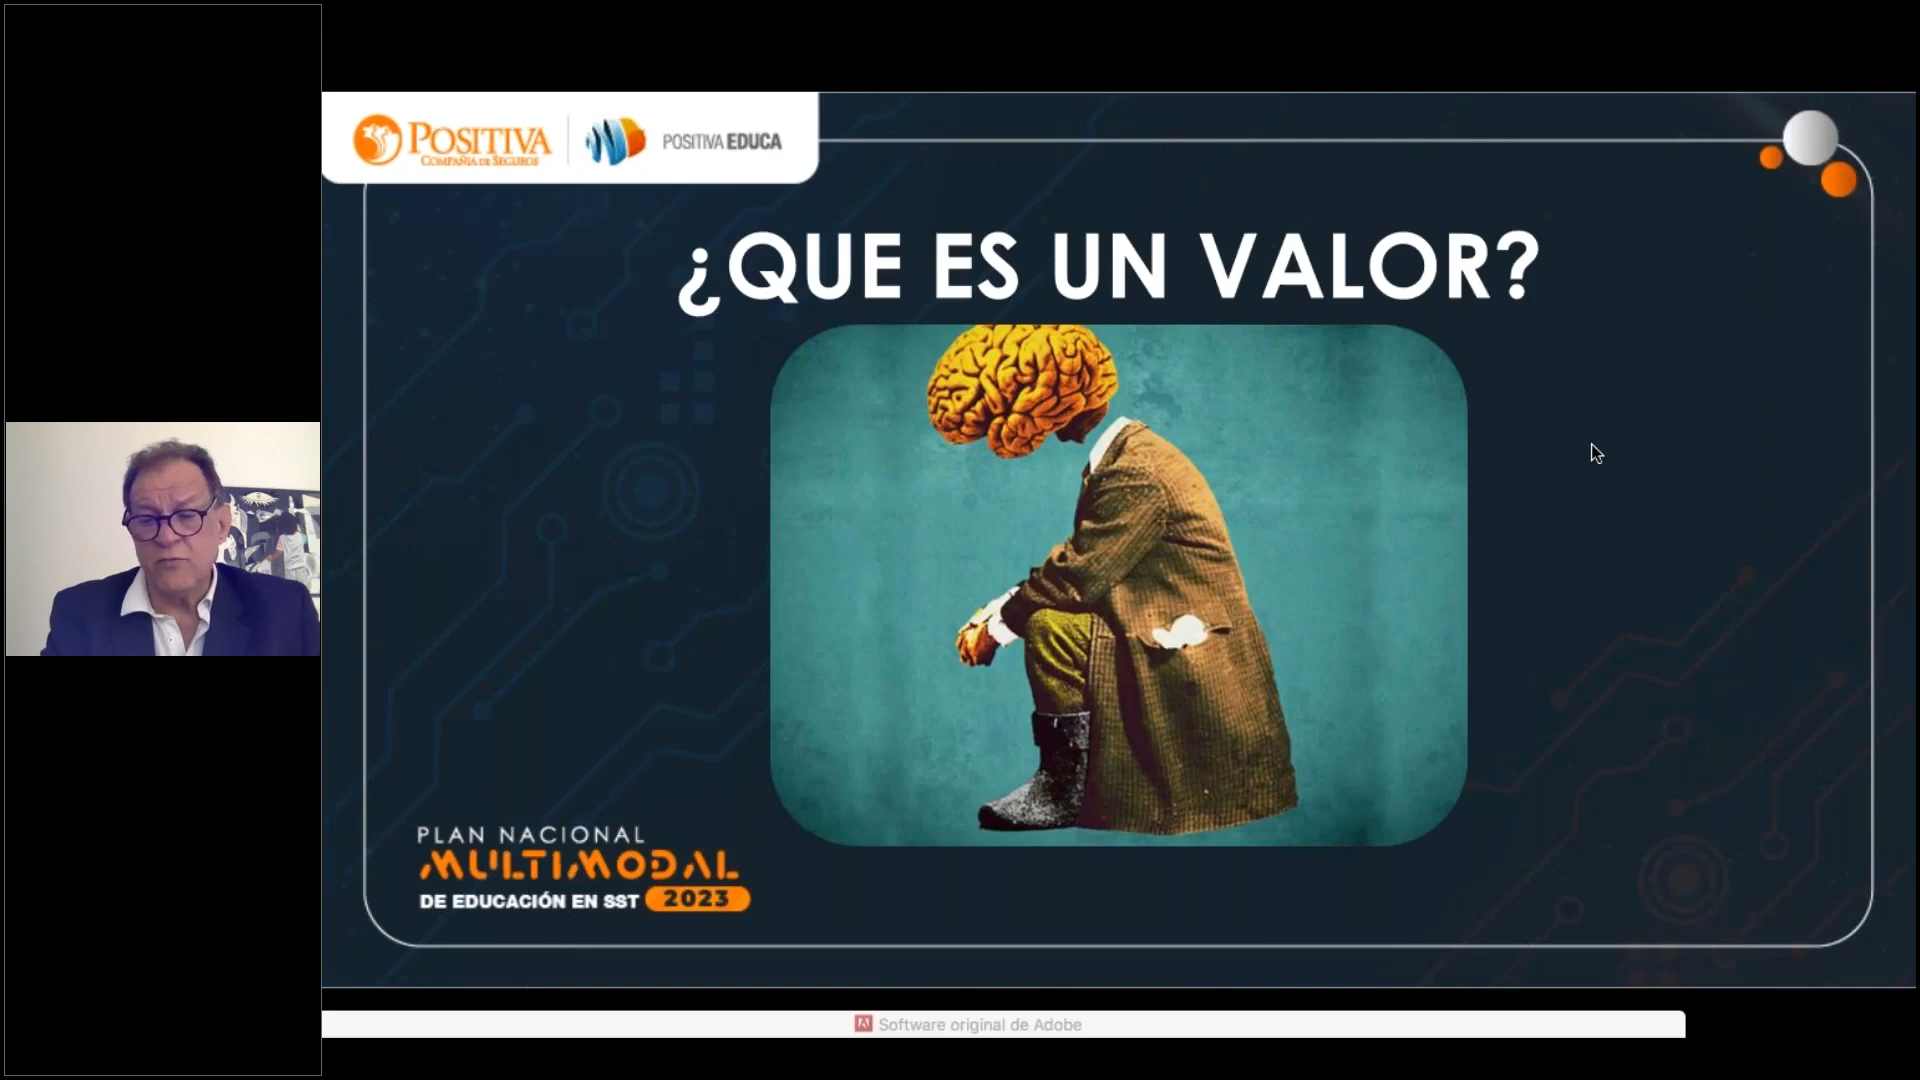 POSITIVA
COMPAÑIA DE SEGUROS
POSITIVA EDUCA
¿QUE ES UN VALOR?
PLAN NACIONAL
MULTIMODAL
DE EDUCACIÓN EN SST 2023
Software original de Adobe